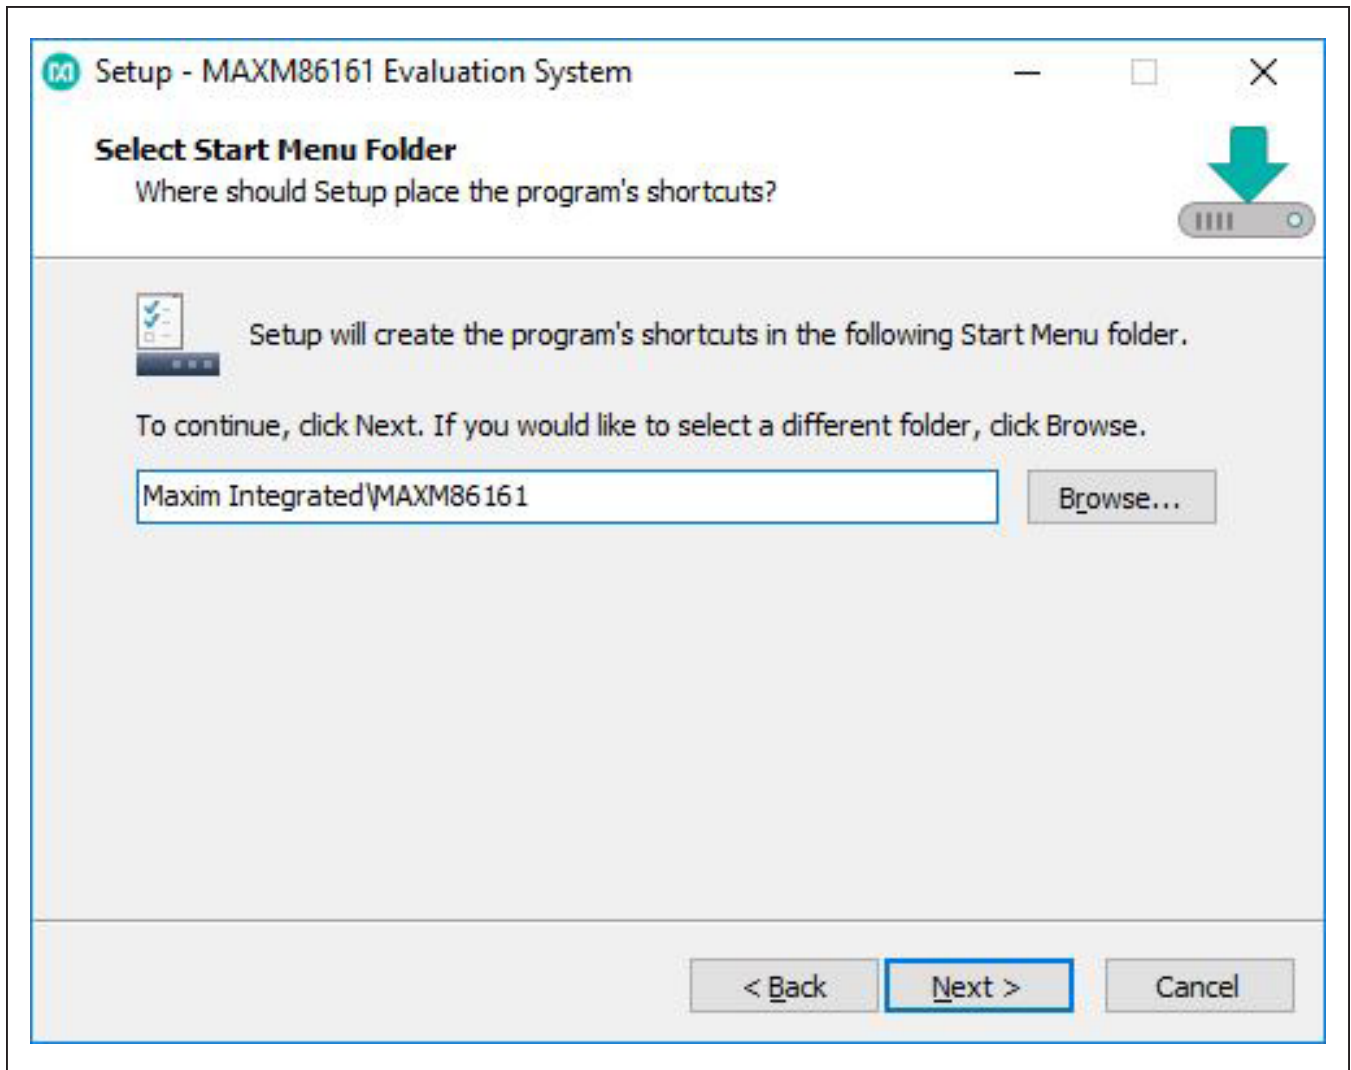 Setup - MAXM86161 Evaluation System
Select Start Menu Folder
Where should Setup place the program's shortcuts?
Setup will create the program's shortcuts in the following Start Menu folder.
To continue, click Next. If you would like to select a different folder, click Browse.
Maxim Integrated\MAXM86161
Browse...
< Back
Next >
Cancel